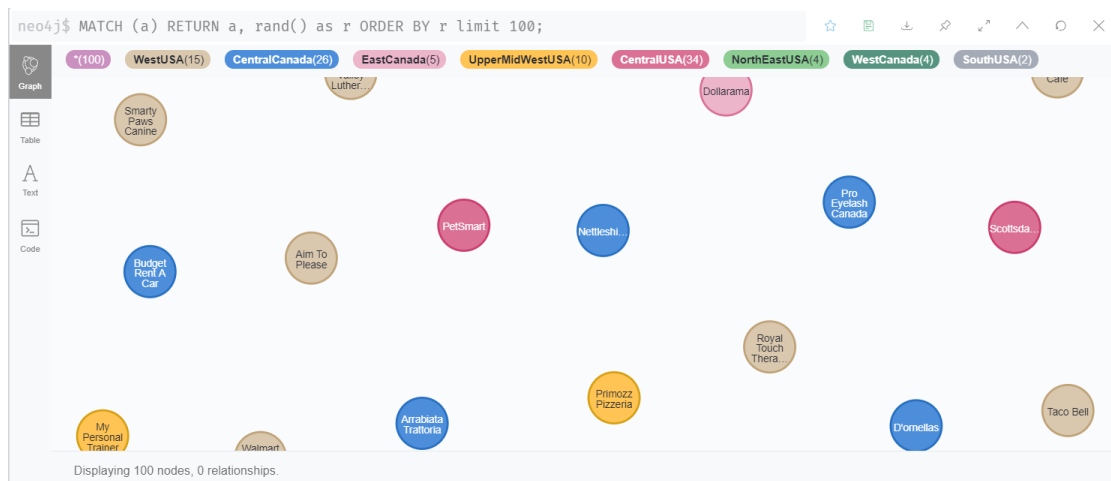 neo4j$ MATCH (a) RETURN a, rand() as r ORDER BY r limit 100;
*(100) WestUSA(15) CentralCanada(26) EastCanada(5) UpperMidWestUSA(10) CentralUSA(34) NorthEastUSA(4) WestCanada(4) SouthUSA(2)
Graph
Table
Text
Code
Valley
Luther...
Dollarama
Cafe
Smarty
Paws
Canine
Pro
Eyelash
Canada
PetSmart
Nettleshi...
Scottsda...
Aim To
Please
Budget
Rent A
Car
Royal
Touch
Thera...
Primozz
Pizzeria
Taco Bell
My
Personal
Trainer
Arrabiata
Trattoria
D'ornellas
Walmart
Displaying 100 nodes, 0 relationships.